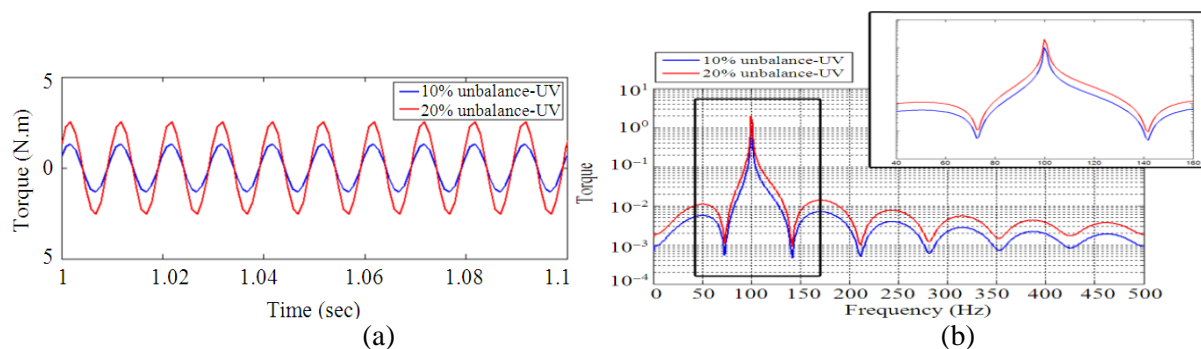 5
0
5
Torque (N.m)
10% unbalance-UV
20% unbalance-UV
1 1.02 1.04 1.06 1.08 1.1
Time (sec)
(a)
10% unbalance-UV
20% unbalance-UV
10^1
10^0
10^-1
10^-2
10^-3
10^-4
Torque
0 50 100 150 200 250 300 350 400 450 500
Frequency (Hz)
40 60 80 100 120 140 160
(b)